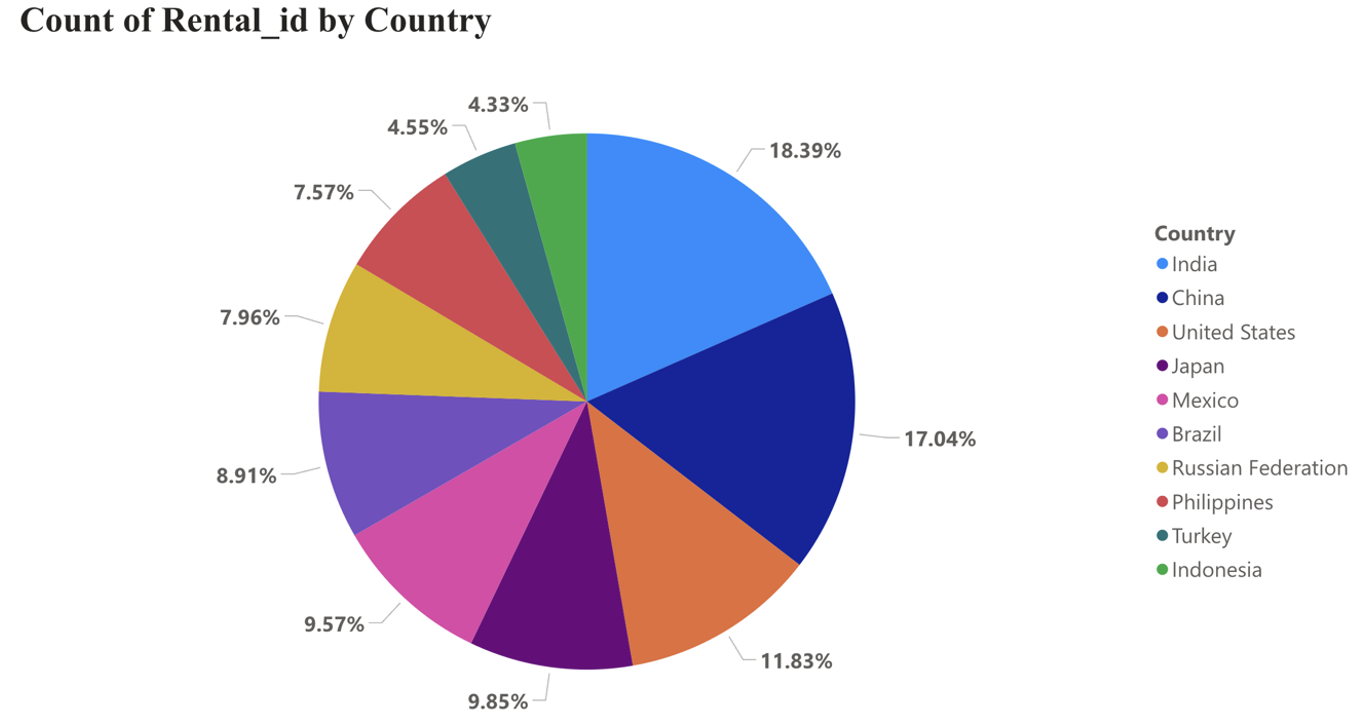 Count of Rental_id by Country
4.33%
4.55%
18.39%
7.57%
7.96%
17.04%
8.91%
9.57%
11.83%
9.85%
Country
India
China
United States
Japan
Mexico
Brazil
Russian Federation
Philippines
Turkey
Indonesia